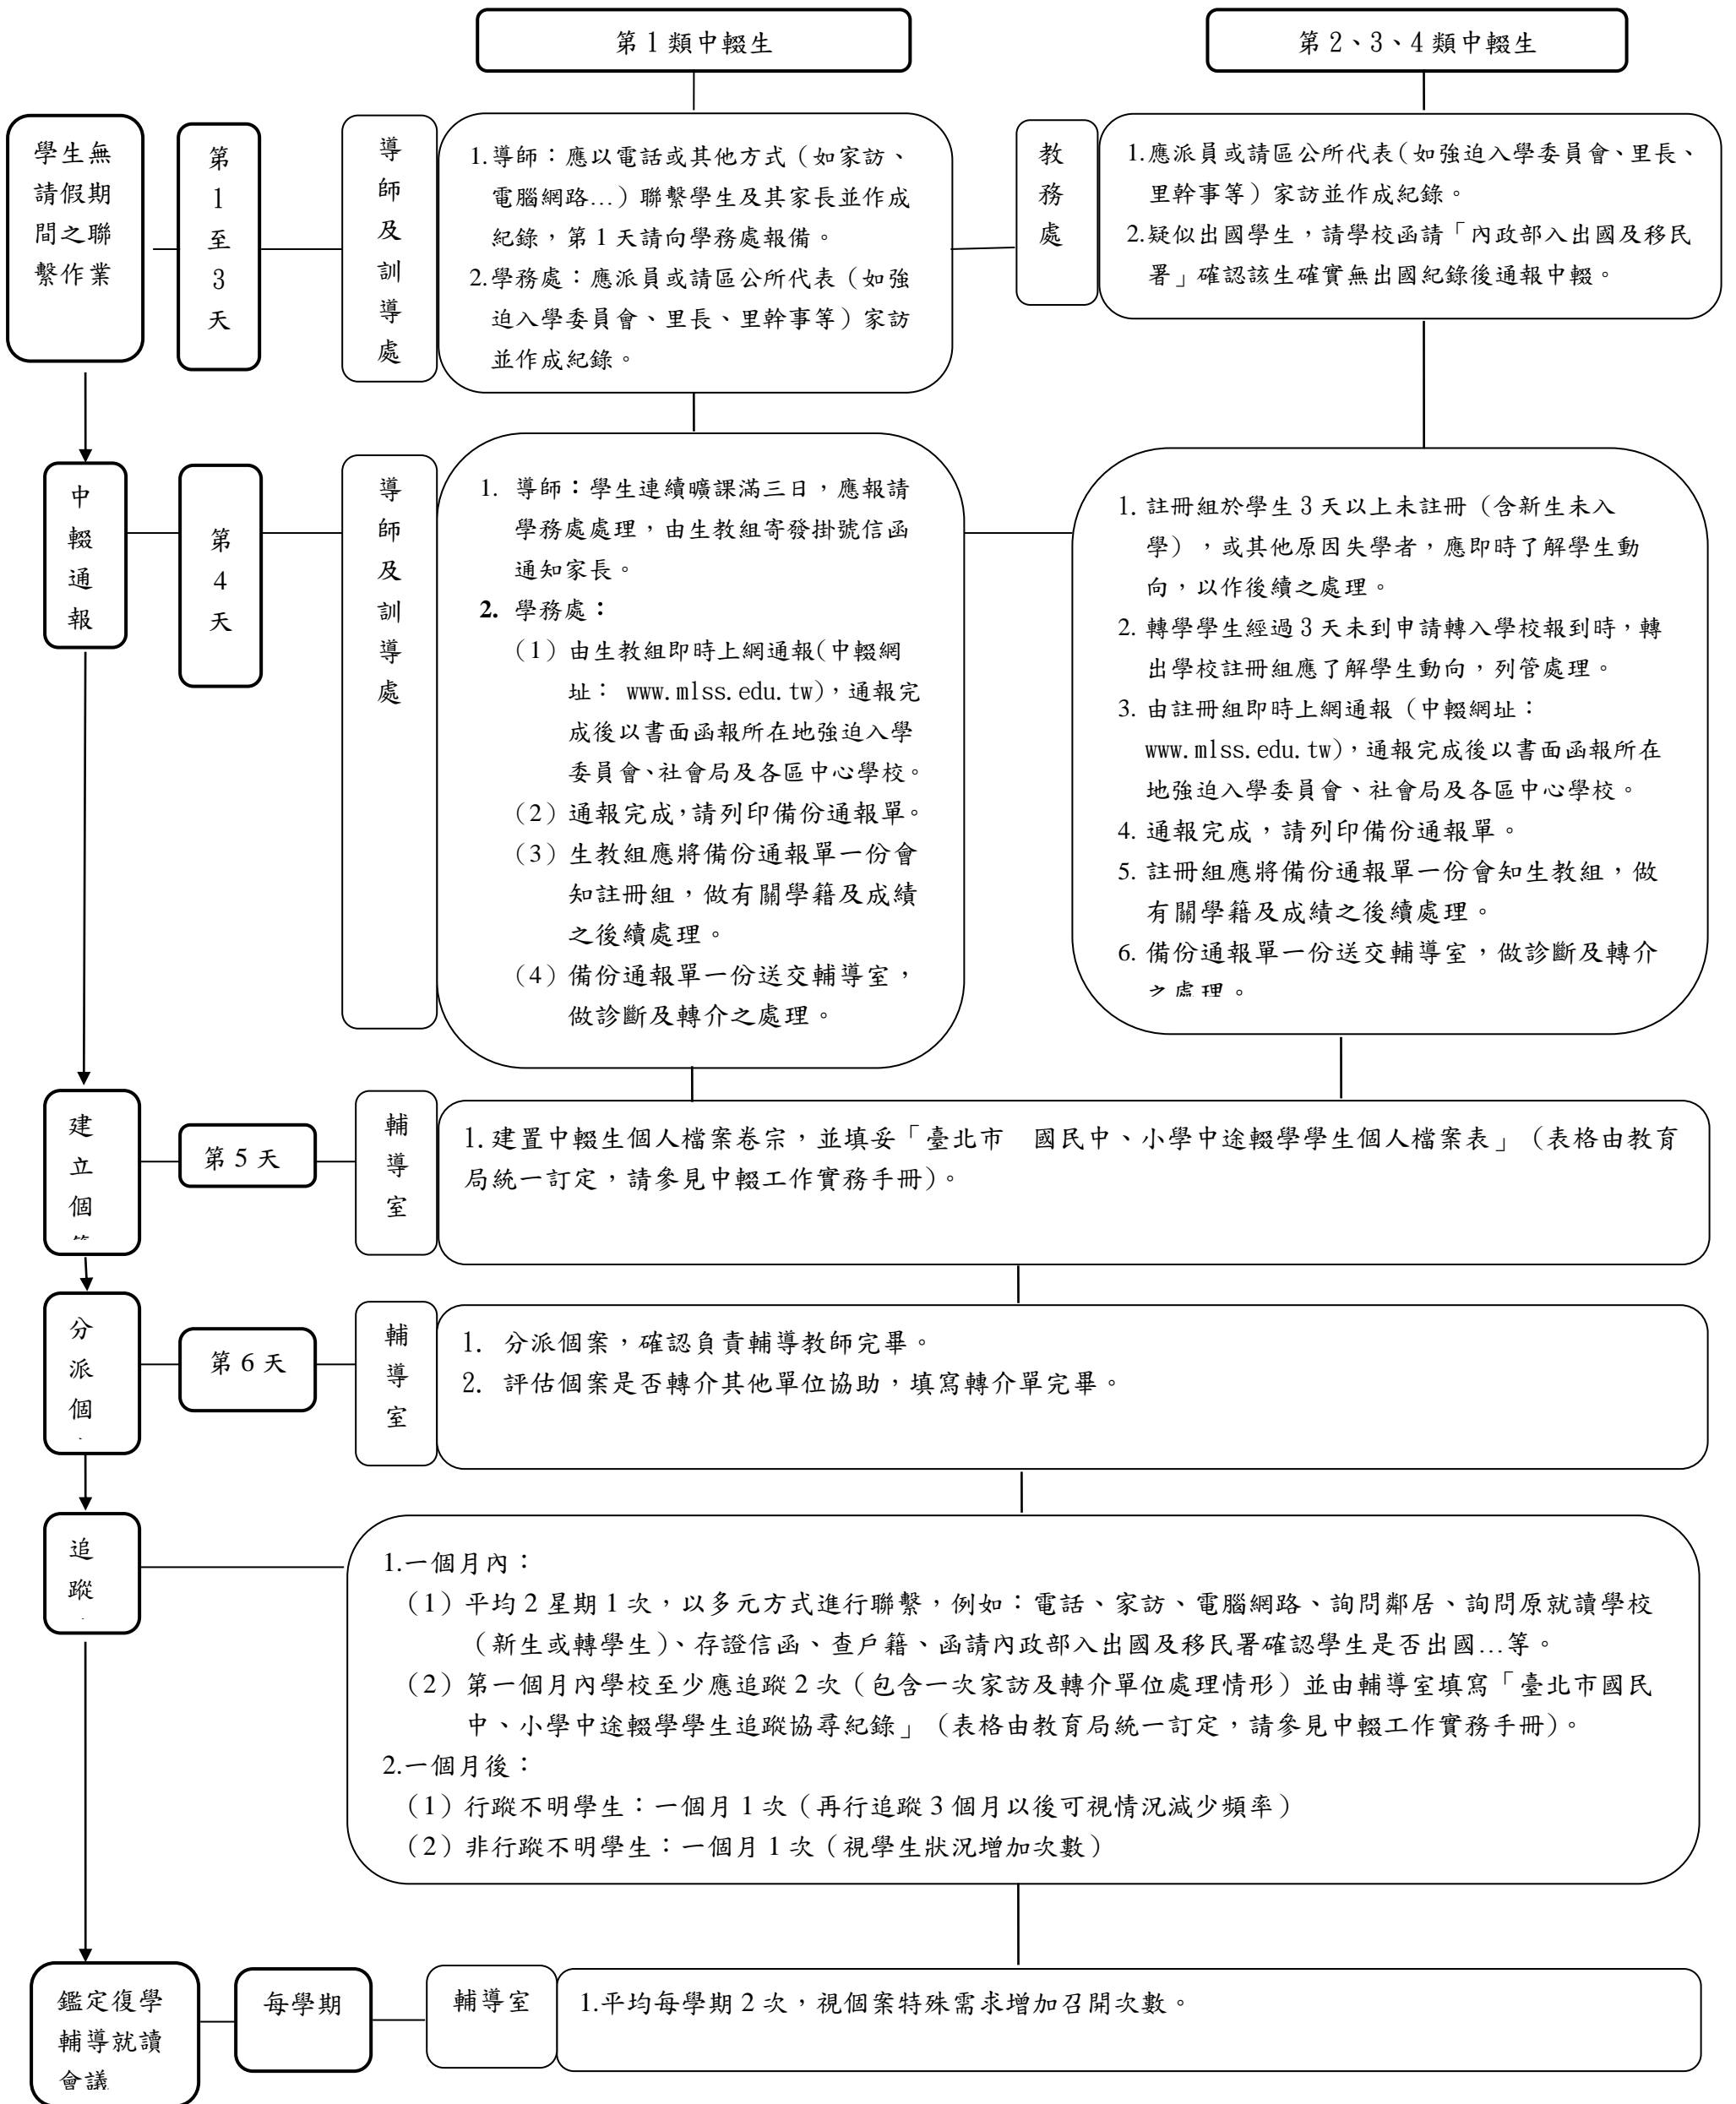 第 1 類中輟生
第 2、3、4 類中輟生
學生無
請假期
間之聯
繫作業
第
1
至
3
天
導
師
及
訓
導
處
1.導師：應以電話或其他方式（如家訪、
電腦網路…）聯繫學生及其家長並作成
紀錄，第 1 天請向學務處報備。
2.學務處：應派員或請區公所代表（如強
迫入學委員會、里長、里幹事等）家訪
並作成紀錄。
教
務
處
1.應派員或請區公所代表（如強迫入學委員會、里長、
里幹事等）家訪並作成紀錄。
2.疑似出國學生，請學校函請「內政部入出國及移民
署」確認該生確實無出國紀錄後通報中輟。
中
輟
通
報
第
4
天
導
師
及
訓
導
處
1. 導師：學生連續曠課滿三日，應報請
學務處處理，由生教組寄發掛號信函
通知家長。
2. 學務處：
（1）由生教組即時上網通報(中輟網
址： www.mlss.edu.tw)，通報完
成後以書面函報所在地強迫入學
委員會、社會局及各區中心學校。
（2）通報完成，請列印備份通報單。
（3）生教組應將備份通報單一份會
知註冊組，做有關學籍及成績
之後續處理。
（4）備份通報單一份送交輔導室，
做診斷及轉介之處理。
1. 註冊組於學生 3 天以上未註冊（含新生未入
學），或其他原因失學者，應即時了解學生動
向，以作後續之處理。
2. 轉學學生經過 3 天未到申請轉入學校報到時，轉
出學校註冊組應了解學生動向，列管處理。
3. 由註冊組即時上網通報（中輟網址：
www.mlss.edu.tw)，通報完成後以書面函報所在
地強迫入學委員會、社會局及各區中心學校。
4. 通報完成，請列印備份通報單。
5. 註冊組應將備份通報單一份會知生教組，做
有關學籍及成績之後續處理。
6. 備份通報單一份送交輔導室，做診斷及轉介
之處理。
建
立
個
第 5 天
輔
導
室
1.建置中輟生個人檔案卷宗，並填妥「臺北市　國民中、小學中途輟學學生個人檔案表」（表格由教育
局統一訂定，請參見中輟工作實務手冊）。
分
派
個
第 6 天
輔
導
室
1. 分派個案，確認負責輔導教師完畢。
2. 評估個案是否轉介其他單位協助，填寫轉介單完畢。
追
蹤
1.一個月內：
（1）平均 2 星期 1 次，以多元方式進行聯繫，例如：電話、家訪、電腦網路、詢問鄰居、詢問原就讀學校
（新生或轉學生）、存證信函、查戶籍、函請內政部入出國及移民署確認學生是否出國…等。
（2）第一個月內學校至少應追蹤 2 次（包含一次家訪及轉介單位處理情形）並由輔導室填寫「臺北市國民
中、小學中途輟學學生追蹤協尋紀錄」（表格由教育局統一訂定，請參見中輟工作實務手冊）。
2.一個月後：
（1）行蹤不明學生：一個月 1 次（再行追蹤 3 個月以後可視情況減少頻率）
（2）非行蹤不明學生：一個月 1 次（視學生狀況增加次數）
鑑定復學
輔導就讀
會議
每學期
輔導室
1.平均每學期 2 次，視個案特殊需求增加召開次數。